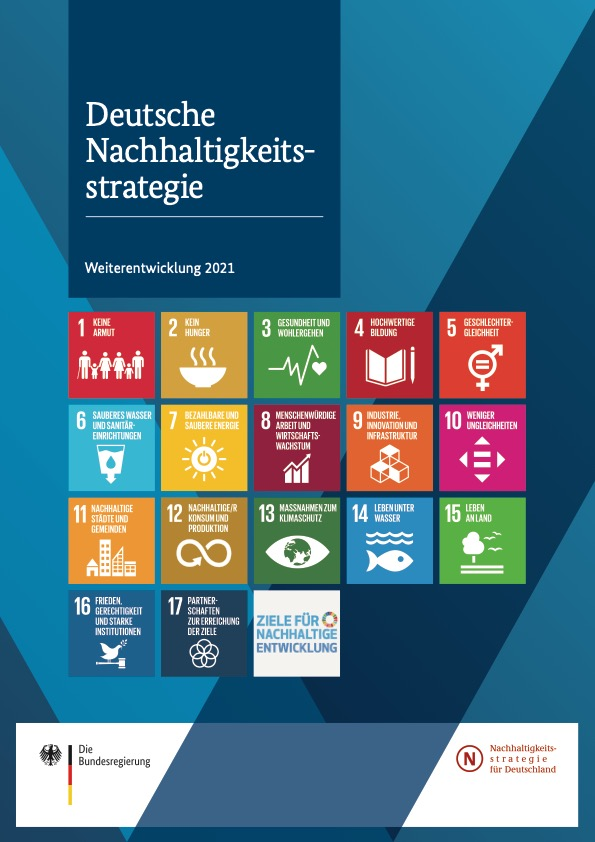 Deutsche
Nachhaltigkeits-
strategie
Weiterentwicklung 2021
1 KEINE
ARMUT
2 KEIN
HUNGER
3 GESUNDHEIT UND
WOHLERGEHEN
4 HOCHWERTIGE
BILDUNG
5 GESCHLECHTER-
GLEICHHEIT
6 SAUBERES WASSER
UND SANITÄR-
EINRICHTUNGEN
7 BEZAHLBARE UND
SAUBERE ENERGIE
8 MENSCHENWÜRDIGE
ARBEIT UND
WIRTSCHAFTS-
WACHSTUM
9 INDUSTRIE,
INNOVATION UND
INFRASTRUKTUR
10 WENIGER
UNGLEICHHEITEN
11 NACHHALTIGE
STÄDTE UND
GEMEINDEN
12 NACHHALTIGE/R
KONSUM UND
PRODUKTION
13 MASSNAHMEN ZUM
KLIMASCHUTZ
14 LEBEN UNTER
WASSER
15 LEBEN
AN LAND
16 FRIEDEN,
GERECHTIGKEIT
UND STARKE
INSTITUTIONEN
17 PARTNER-
SCHAFTEN
ZUR ERREICHUNG
DER ZIELE
ZIELE FÜR
NACHHALTIGE
ENTWICKLUNG
Die
Bundesregierung
N
Nachhaltigkeits-
strategie
für Deutschland